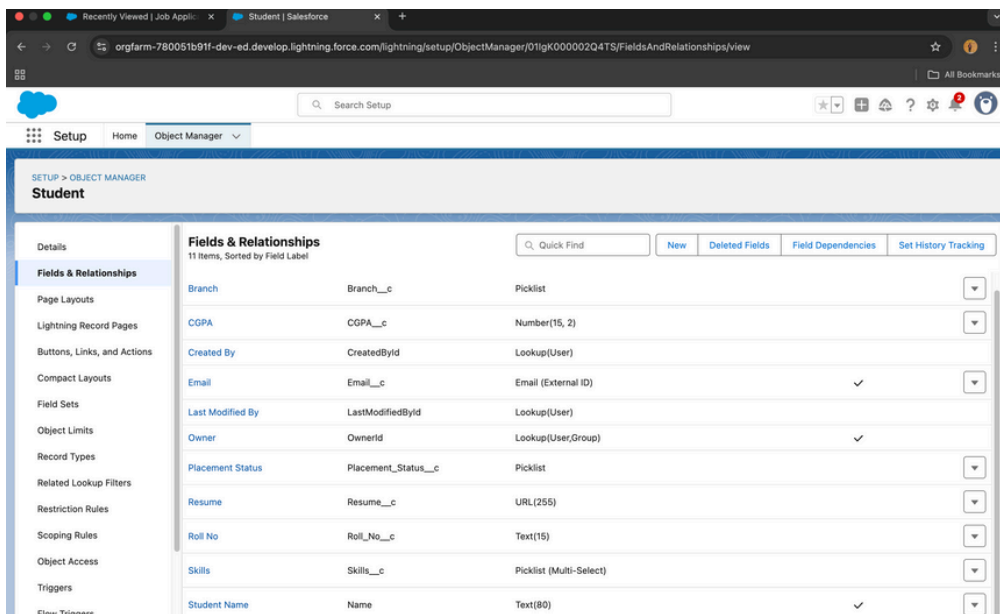 Recently Viewed | Job Applic
Student | Salesforce
orgfarm-780051b91f-dev-ed.develop.lightning.force.com/lightning/setup/ObjectManager/01IgK000002Q4TS/FieldsAndRelationships/view
All Bookmarks
Search Setup
2
Setup Home Object Manager
SETUP > OBJECT MANAGER
Student
Details
Fields & Relationships
Page Layouts
Lightning Record Pages
Buttons, Links, and Actions
Compact Layouts
Field Sets
Object Limits
Record Types
Related Lookup Filters
Restriction Rules
Scoping Rules
Object Access
Triggers
Flow Triggers
Fields & Relationships
11 Items, Sorted by Field Label
Quick Find
New Deleted Fields Field Dependencies Set History Tracking
Branch Branch__c Picklist
CGPA CGPA__c Number(15, 2)
Created By CreatedById Lookup(User)
Email Email__c Email (External ID)
Last Modified By LastModifiedById Lookup(User)
Owner OwnerId Lookup(User,Group)
Placement Status Placement_Status__c Picklist
Resume Resume__c URL(255)
Roll No Roll_No__c Text(15)
Skills Skills__c Picklist (Multi-Select)
Student Name Name Text(80)